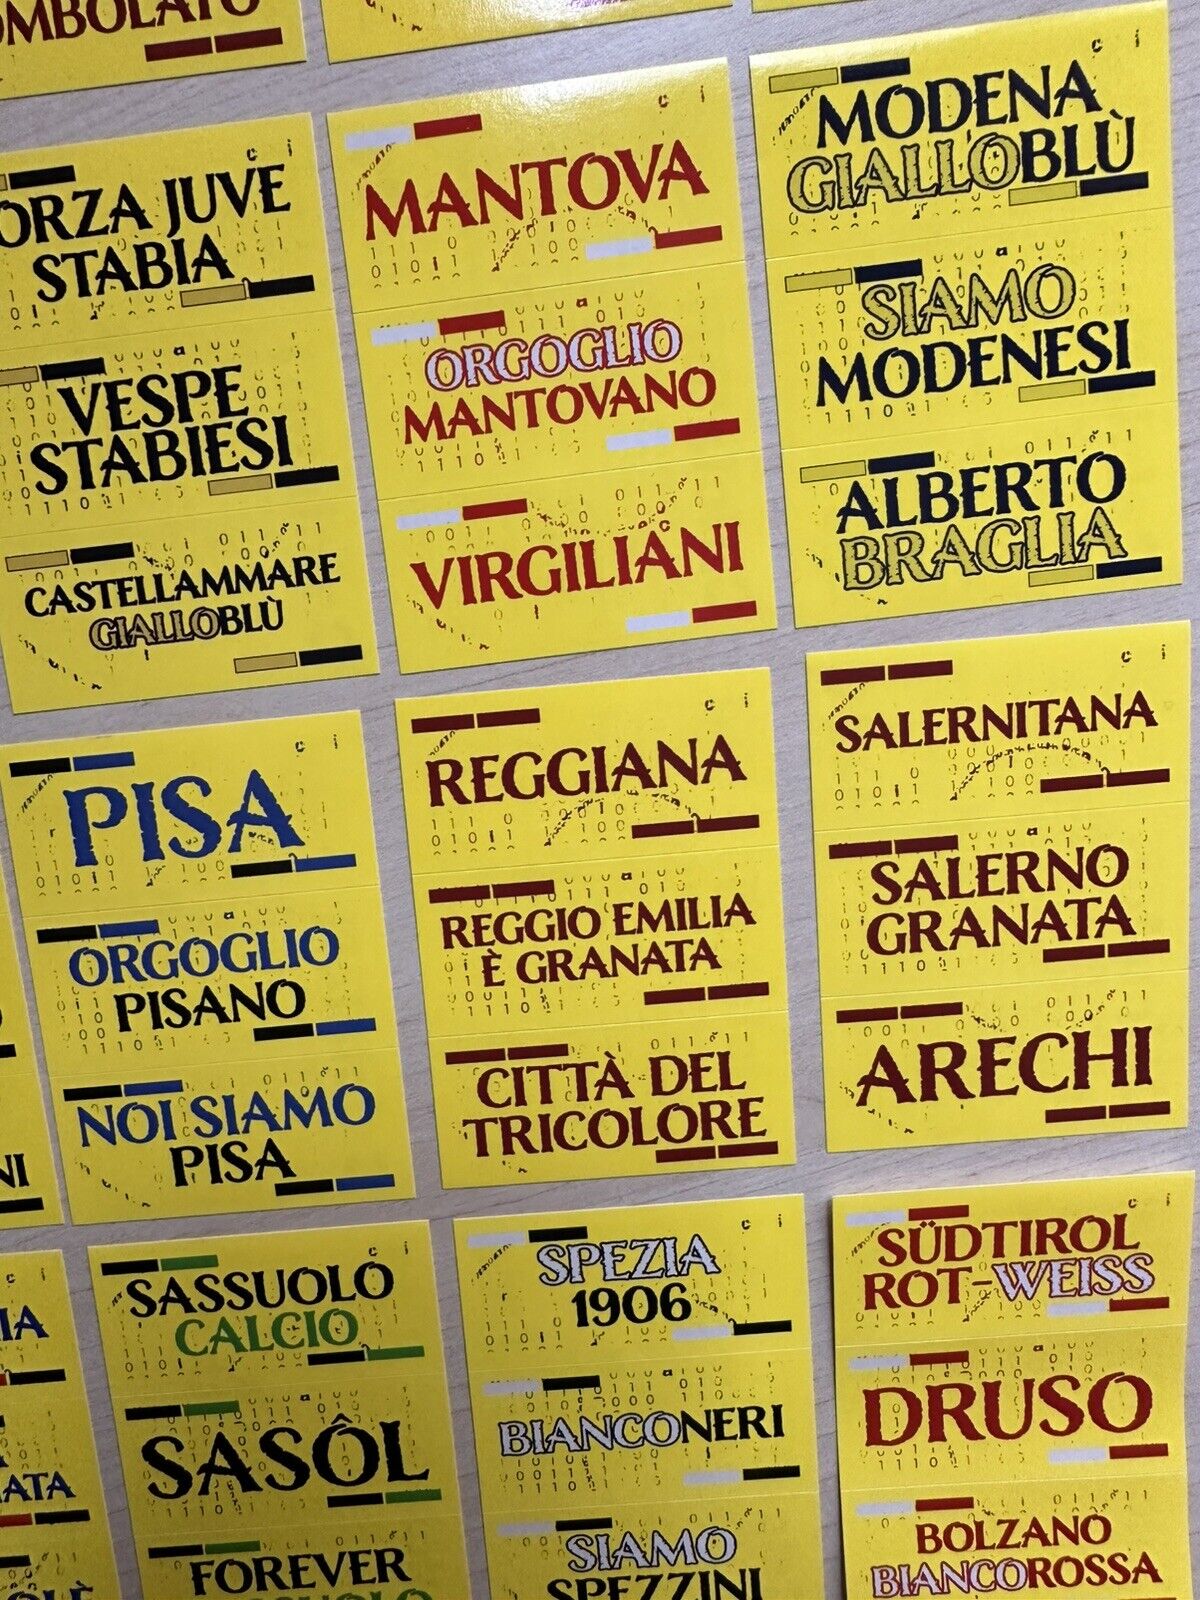 MODENA
GIALLOBLÙ
SIAMO
MODENESI
ALBERTO
BRAGLIA
MANTOVA
ORGOGLIO
MANTOVANO
VIRGILIANI
JUVE
STABIA
VESPE
STABIESI
CASTELLAMMARE
GIALLOBLÙ
PISA
ORGOGLIO
PISANO
NOI SIAMO
PISA
REGGIANA
REGGIO EMILIA
È GRANATA
CITTÀ DEL
TRICOLORE
SALERNITANA
SALERNO
GRANATA
ARECHI
SASSUOLO
CALCIO
SASÔL
FOREVER
SPEZIA
1906
BIANCONERI
SIAMO
SPEZZINI
SÜDTIROL
ROT-WEISS
DRUSO
BOLZANO
BIANCOROSSA